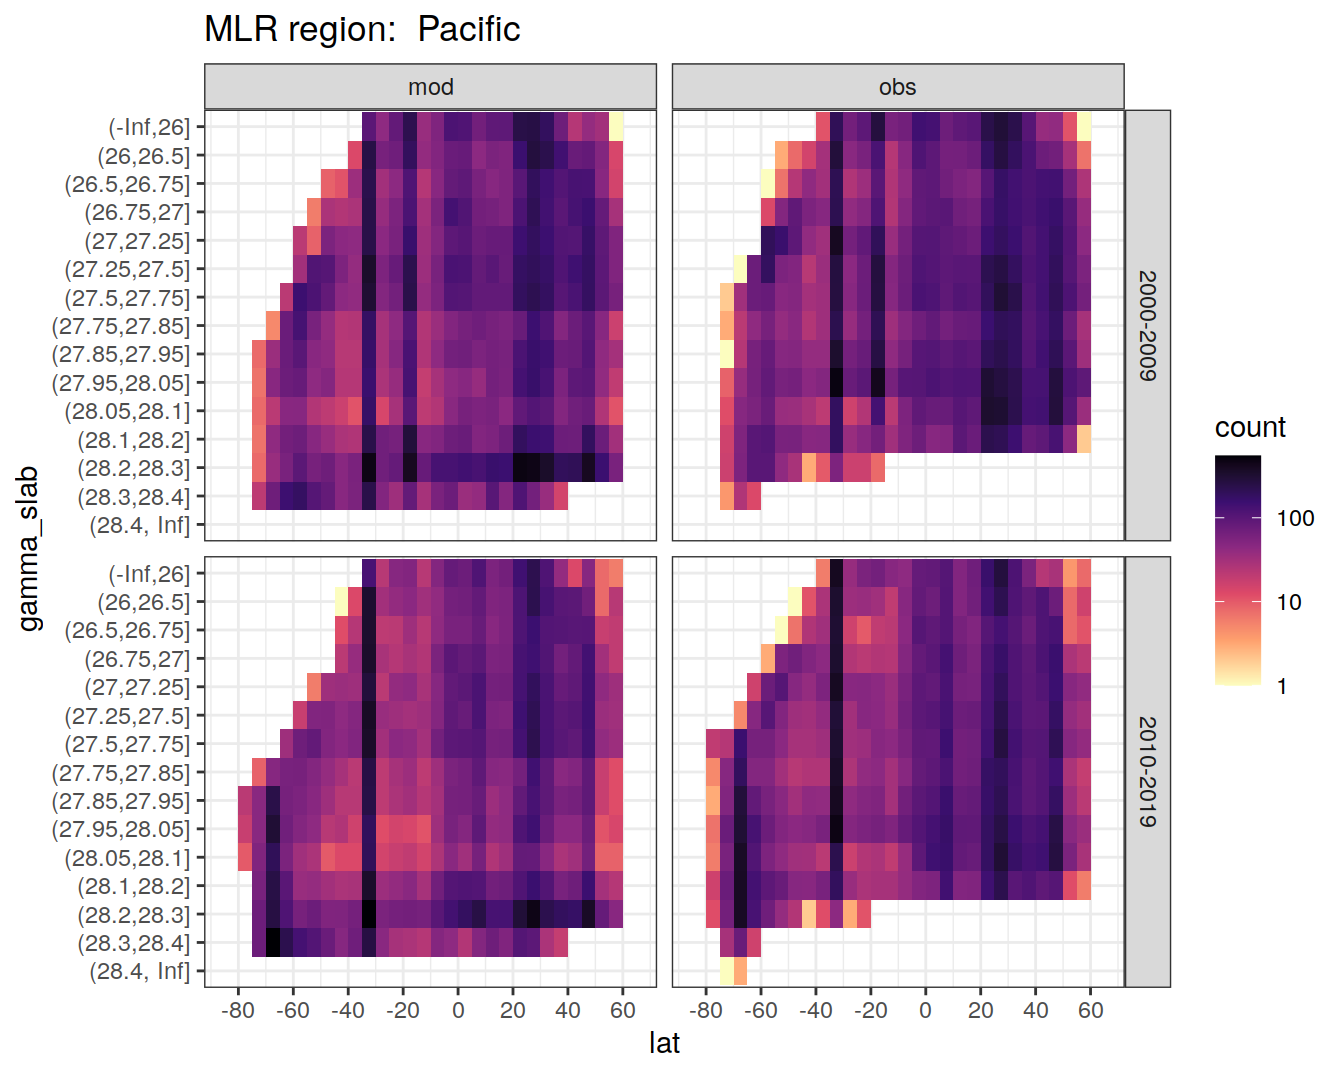 MLR region:  Pacific
mod
obs
(-Inf,26]
(26,26.5]
(26.5,26.75]
(26.75,27]
(27,27.25]
(27.25,27.5]
(27.5,27.75]
(27.75,27.85]
(27.85,27.95]
(27.95,28.05]
(28.05,28.1]
(28.1,28.2]
(28.2,28.3]
(28.3,28.4]
(28.4, Inf]
2000-2009
(-Inf,26]
(26,26.5]
(26.5,26.75]
(26.75,27]
(27,27.25]
(27.25,27.5]
(27.5,27.75]
(27.75,27.85]
(27.85,27.95]
(27.95,28.05]
(28.05,28.1]
(28.1,28.2]
(28.2,28.3]
(28.3,28.4]
(28.4, Inf]
2010-2019
gamma_slab
-80 -60 -40 -20 0 20 40 60
-80 -60 -40 -20 0 20 40 60
lat
count
100
10
1